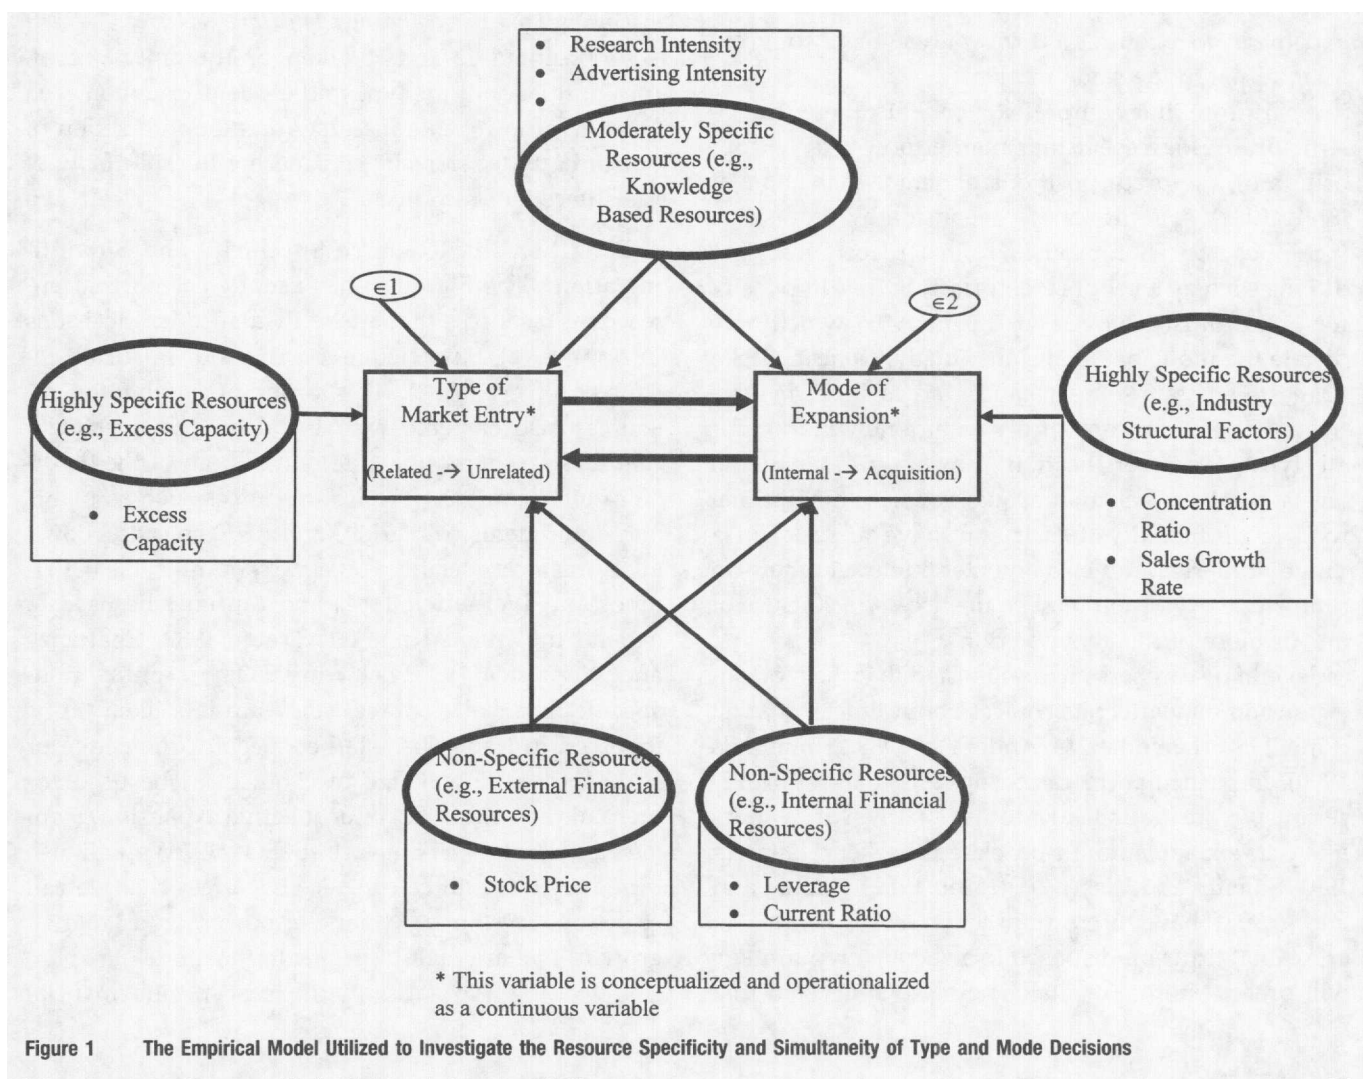 • Research Intensity
• Advertising Intensity
•
Moderately Specific
Resources (e.g.,
Knowledge
Based Resources)
∈1
∈2
Highly Specific Resources
(e.g., Excess Capacity)
• Excess
Capacity
Type of
Market Entry*
(Related --→ Unrelated)
Mode of
Expansion*
(Internal --→ Acquisition)
Highly Specific Resources
(e.g., Industry
Structural Factors)
• Concentration
Ratio
• Sales Growth
Rate
Non-Specific Resources
(e.g., External Financial
Resources)
• Stock Price
Non-Specific Resources
(e.g., Internal Financial
Resources)
• Leverage
• Current Ratio
* This variable is conceptualized and operationalized
as a continuous variable
Figure 1 The Empirical Model Utilized to Investigate the Resource Specificity and Simultaneity of Type and Mode Decisions